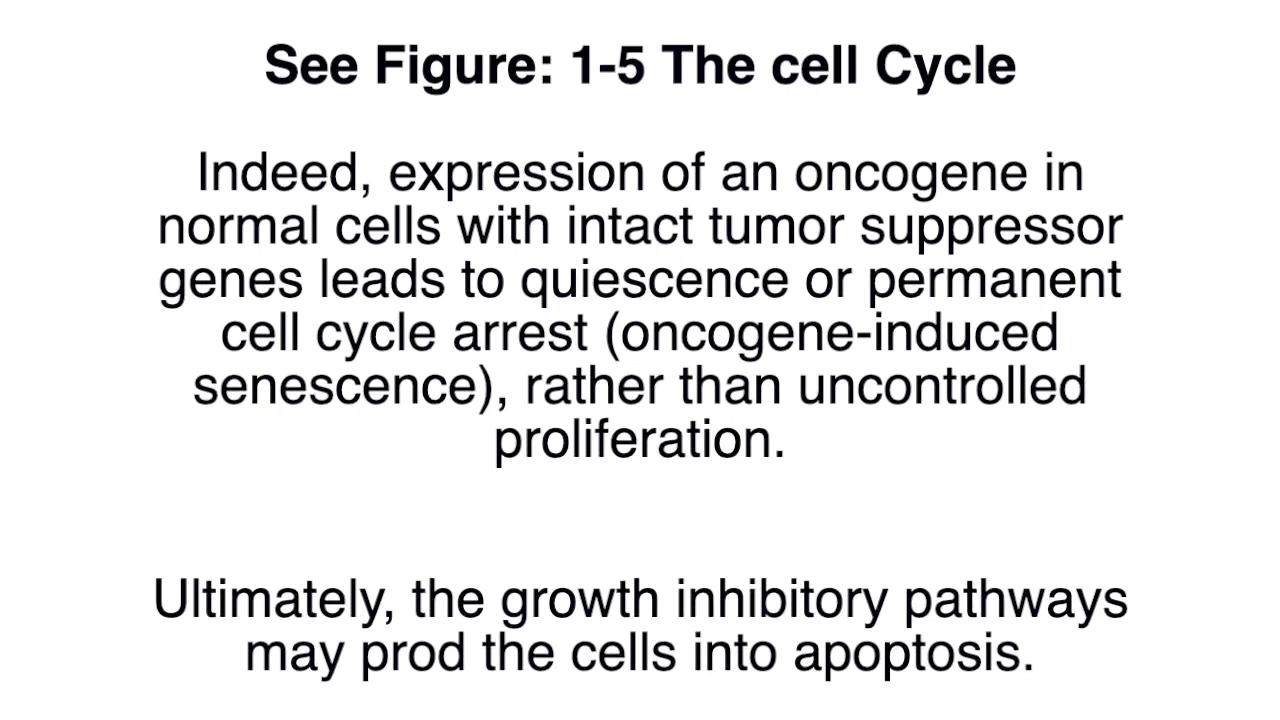 See Figure: 1-5 The cell Cycle
Indeed, expression of an oncogene in
normal cells with intact tumor suppressor
genes leads to quiescence or permanent
cell cycle arrest (oncogene-induced
senescence), rather than uncontrolled
proliferation.
Ultimately, the growth inhibitory pathways
may prod the cells into apoptosis.